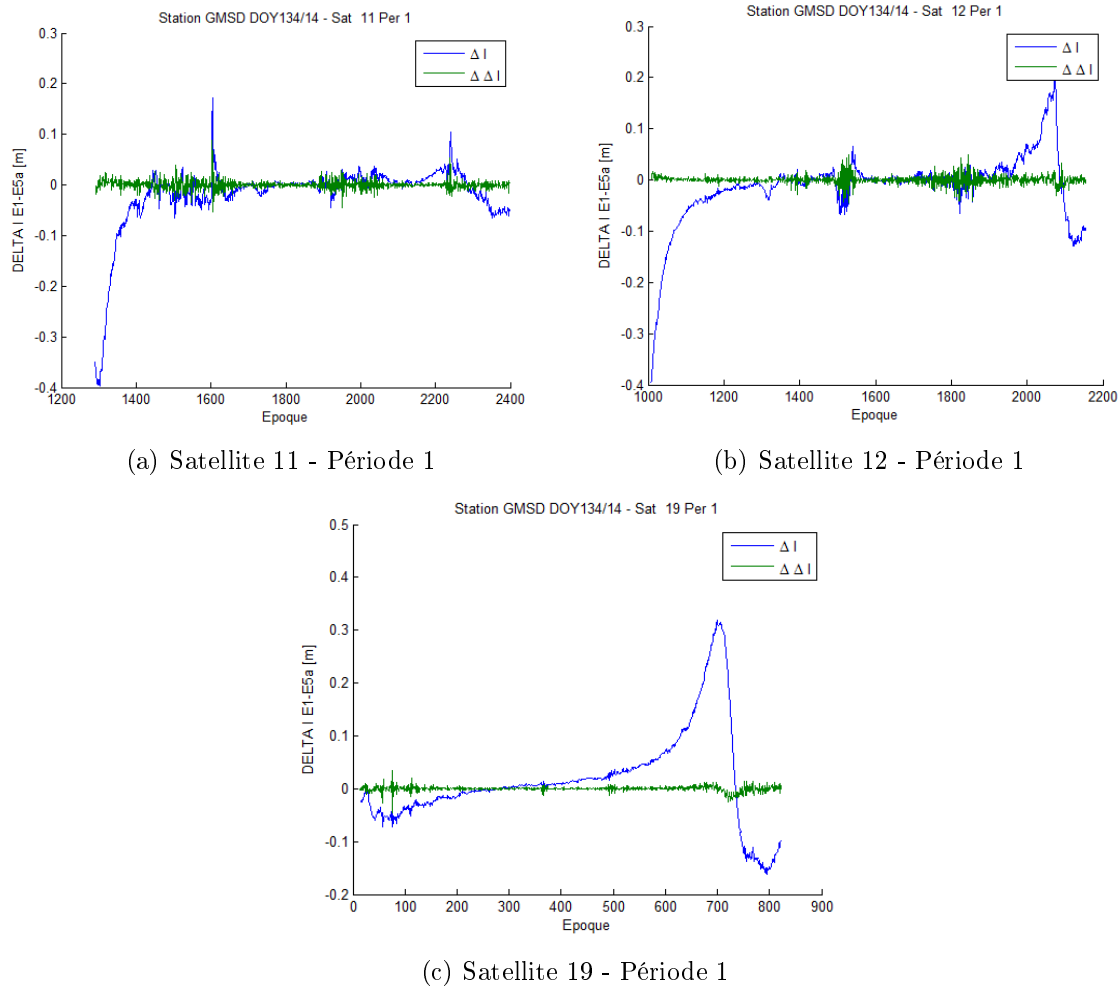 Station GMSD DOY134/14 - Sat 11 Per 1
0.3
0.2
0.1
0
-0.1
-0.2
-0.3
-0.4
DELTA I E1-E5a [m]
Δ I
Δ Δ I
1200 1400 1600 1800 2000 2200 2400
Epoque
(a) Satellite 11 - Période 1
Station GMSD DOY134/14 - Sat 12 Per 1
0.3
0.2
0.1
0
-0.1
-0.2
-0.3
-0.4
DELTA I E1-E5a [m]
Δ I
Δ Δ I
1000 1200 1400 1600 1800 2000 2200
Epoque
(b) Satellite 12 - Période 1
Station GMSD DOY134/14 - Sat 19 Per 1
0.5
0.4
0.3
0.2
0.1
0
-0.1
-0.2
DELTA I E1-E5a [m]
Δ I
Δ Δ I
0 100 200 300 400 500 600 700 800 900
Epoque
(c) Satellite 19 - Période 1